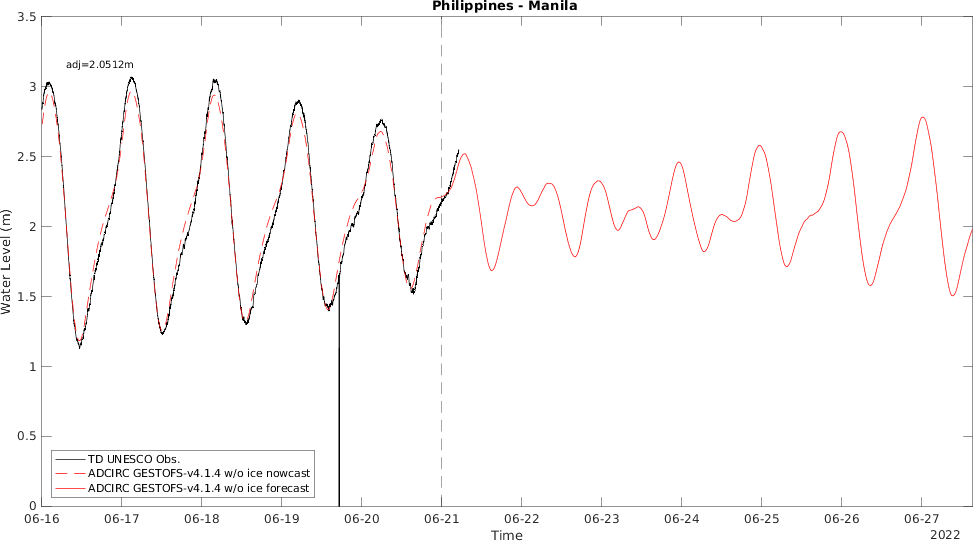 Philippines - Manila
3.5
adj=2.0512m
3
2.5
2
Water Level (m)
1.5
1
0.5
TD UNESCO Obs.
ADCIRC GESTOFS-v4.1.4 w/o ice nowcast
ADCIRC GESTOFS-v4.1.4 w/o ice forecast
0
06-16 06-17 06-18 06-19 06-20 06-21 06-22 06-23 06-24 06-25 06-26 06-27
Time
2022